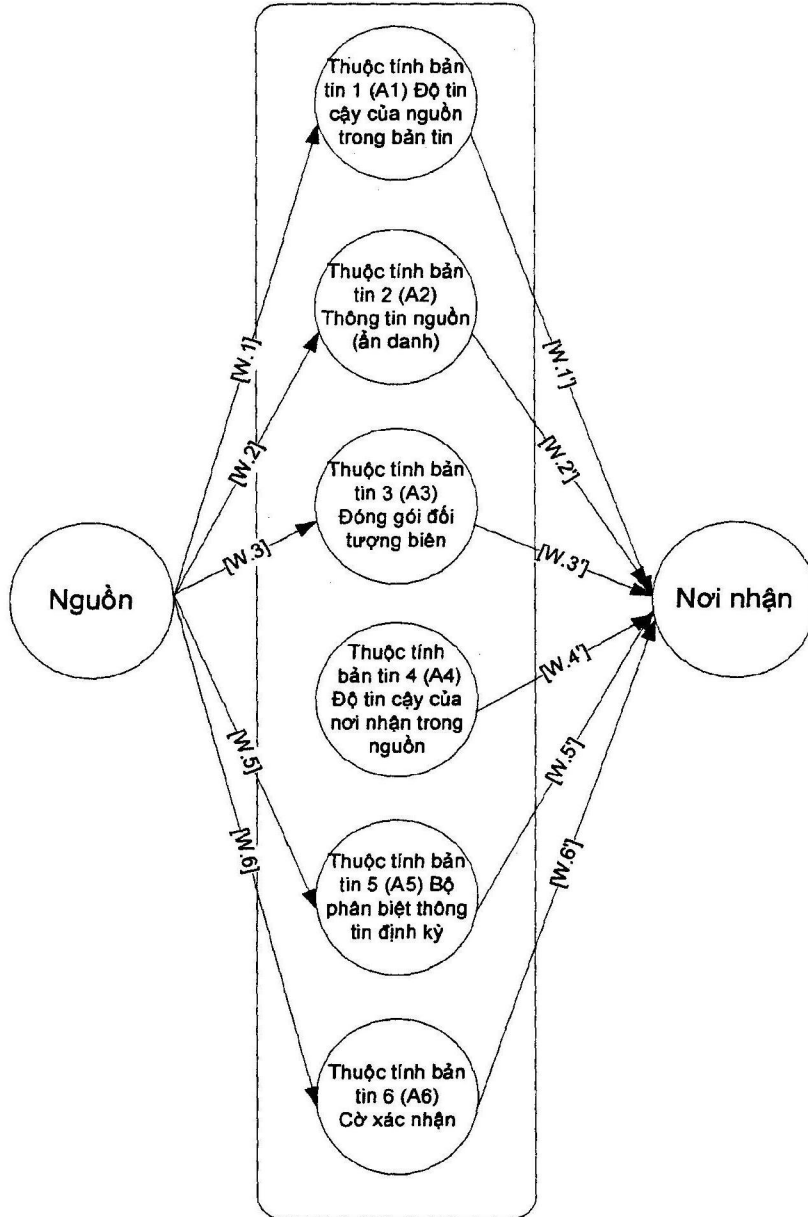 Thuộc tính bản
tin 1 (A1) Độ tin
cậy của nguồn
trong bản tin
[W.1]
[W.1']
Thuộc tính bản
tin 2 (A2)
Thông tin nguồn
(ẩn danh)
[W.2]
[W.2']
Thuộc tính bản
tin 3 (A3)
Đóng gói đối
tượng biên
[W.3]
[W.3']
Nguồn
Nơi nhận
Thuộc tính
bản tin 4 (A4)
Độ tin cậy của
nơi nhận trong
nguồn
[W.4']
[W.5]
[W.5']
Thuộc tính bản
tin 5 (A5) Bộ
phân biệt thông
tin định kỳ
[W.6]
[W.6']
Thuộc tính bản
tin 6 (A6)
Cờ xác nhận